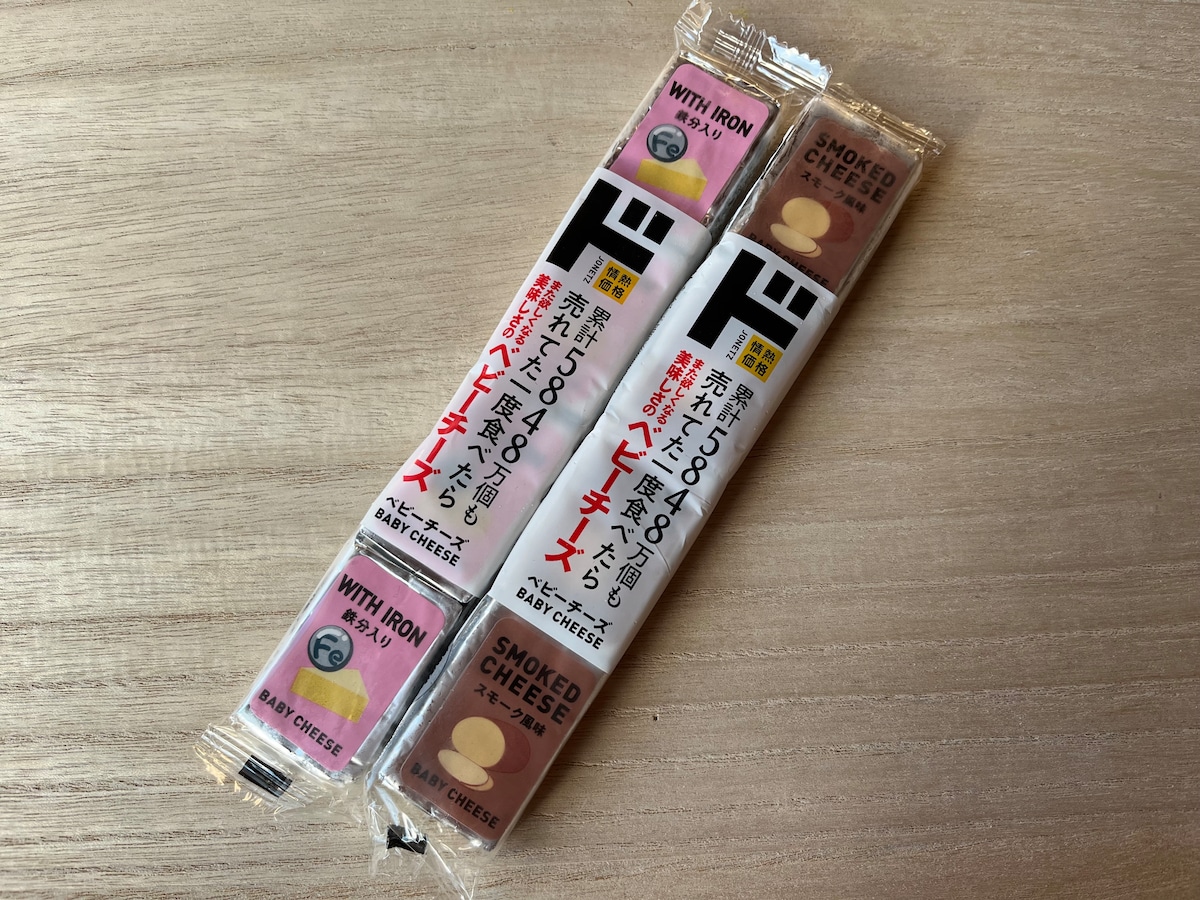 WITH IRON
鉄分入り
Fe
ド
JONETZ
情熱
価格
累計5848万個も
売れてた一度食べたら
また欲しくなる
美味しさの
ベビーチーズ
ベビーチーズ
BABY CHEESE
WITH IRON
鉄分入り
Fe
BABY CHEESE
SMOKED
CHEESE
スモーク風味
BABY CHEESE
ド
JONETZ
情熱
価格
累計5848万個も
売れてた一度食べたら
また欲しくなる
美味しさの
ベビーチーズ
ベビーチーズ
BABY CHEESE
SMOKED
CHEESE
スモーク風味
BABY CHEESE